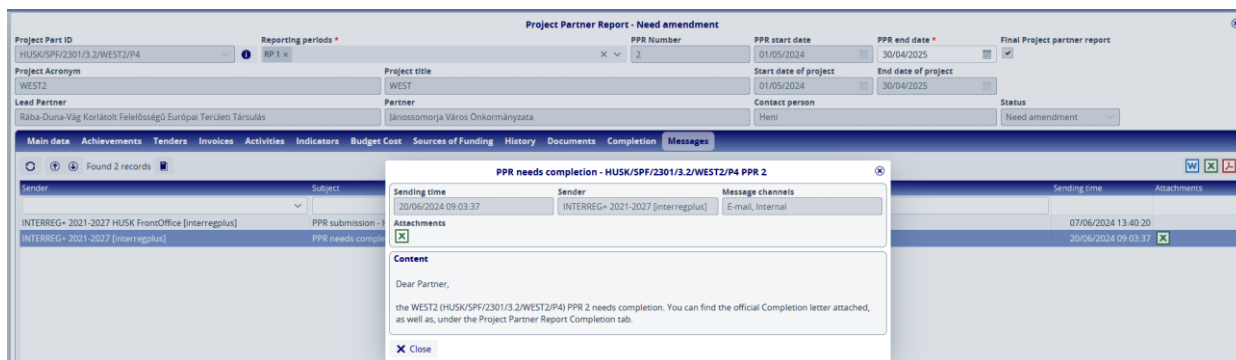 Project Partner Report - Need amendment
Project Part ID Reporting periods * PPR Number PPR start date PPR end date * Final Project partner report
HUSK/SPF/2301/3.2/WEST2/P4 RP 1 × 2 01/05/2024 30/04/2025
Project Acronym Project title Start date of project End date of project
WEST2 WEST 01/05/2024 30/04/2025
Lead Partner Partner Contact person Status
Rába-Duna-Vág Korlátolt Felelősségű Európai Területi Társulás Jánossomorja Város Önkormányzata Heni Need amendment
Main data Achievements Tenders Invoices Activities Indicators Budget Cost Sources of Funding History Documents Completion Messages
Found 2 records
Sender Subject Sending time Attachments
INTERREG+ 2021-2027 HUSK FrontOffice [interregplus] PPR submission - H 07/06/2024 13:40:20
INTERREG+ 2021-2027 [interregplus] PPR needs comple 20/06/2024 09:03:37
PPR needs completion - HUSK/SPF/2301/3.2/WEST2/P4 PPR 2
Sending time Sender Message channels
20/06/2024 09:03:37 INTERREG+ 2021-2027 [interregplus] E-mail, Internal
Attachments
Content
Dear Partner,
the WEST2 (HUSK/SPF/2301/3.2/WEST2/P4) PPR 2 needs completion. You can find the official Completion letter attached,
as well as, under the Project Partner Report Completion tab.
Close